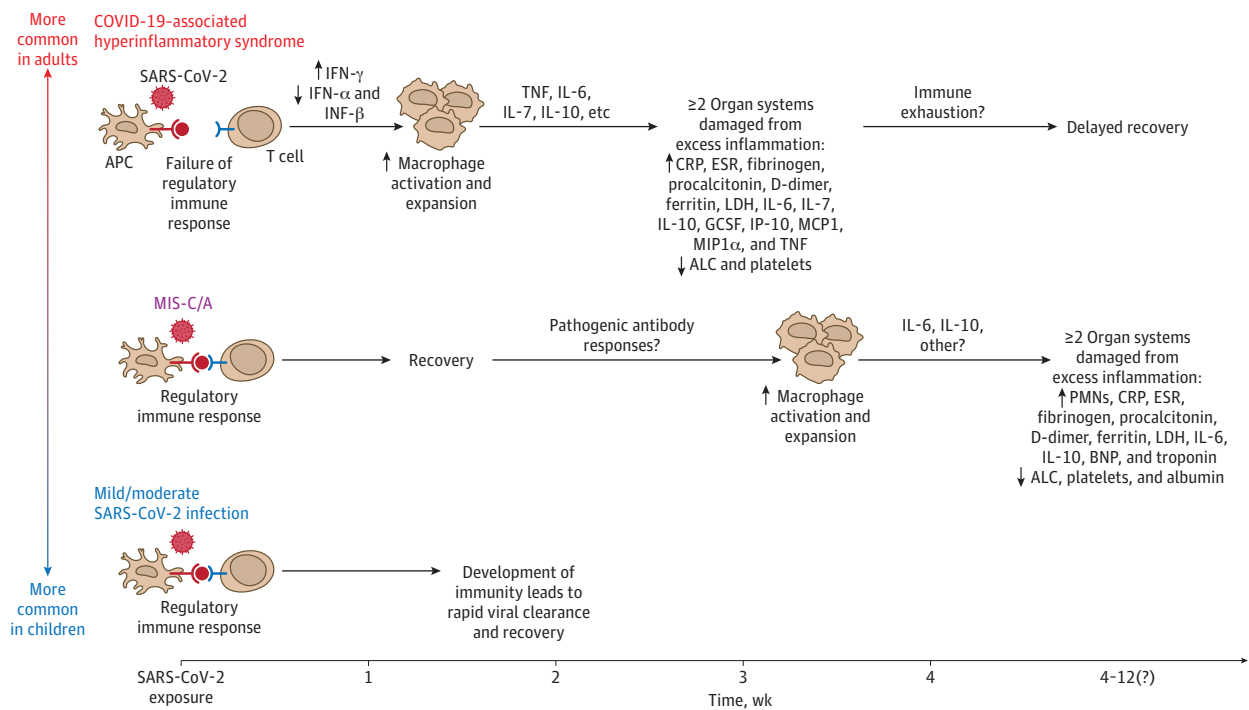 More
common
in adults
COVID-19-associated
hyperinflammatory syndrome
SARS-CoV-2
APC
Failure of
regulatory
immune
response
T cell
↑ IFN-γ
↓ IFN-α and
INF-β
↑ Macrophage
activation and
expansion
TNF, IL-6,
IL-7, IL-10, etc
≥2 Organ systems
damaged from
excess inflammation:
↑ CRP, ESR, fibrinogen,
procalcitonin, D-dimer,
ferritin, LDH, IL-6, IL-7,
IL-10, GCSF, IP-10, MCP1,
MIP1α, and TNF
↓ ALC and platelets
Immune
exhaustion?
Delayed recovery
MIS-C/A
Regulatory
immune response
Recovery
Pathogenic antibody
responses?
↑ Macrophage
activation and
expansion
IL-6, IL-10,
other?
≥2 Organ systems
damaged from
excess inflammation:
↑ PMNs, CRP, ESR,
fibrinogen, procalcitonin,
D-dimer, ferritin, LDH, IL-6,
IL-10, BNP, and troponin
↓ ALC, platelets, and albumin
Mild/moderate
SARS-CoV-2 infection
Regulatory
immune response
Development of
immunity leads to
rapid viral clearance
and recovery
More
common
in children
SARS-CoV-2
exposure
1
2
3
4
4-12(?)
Time, wk